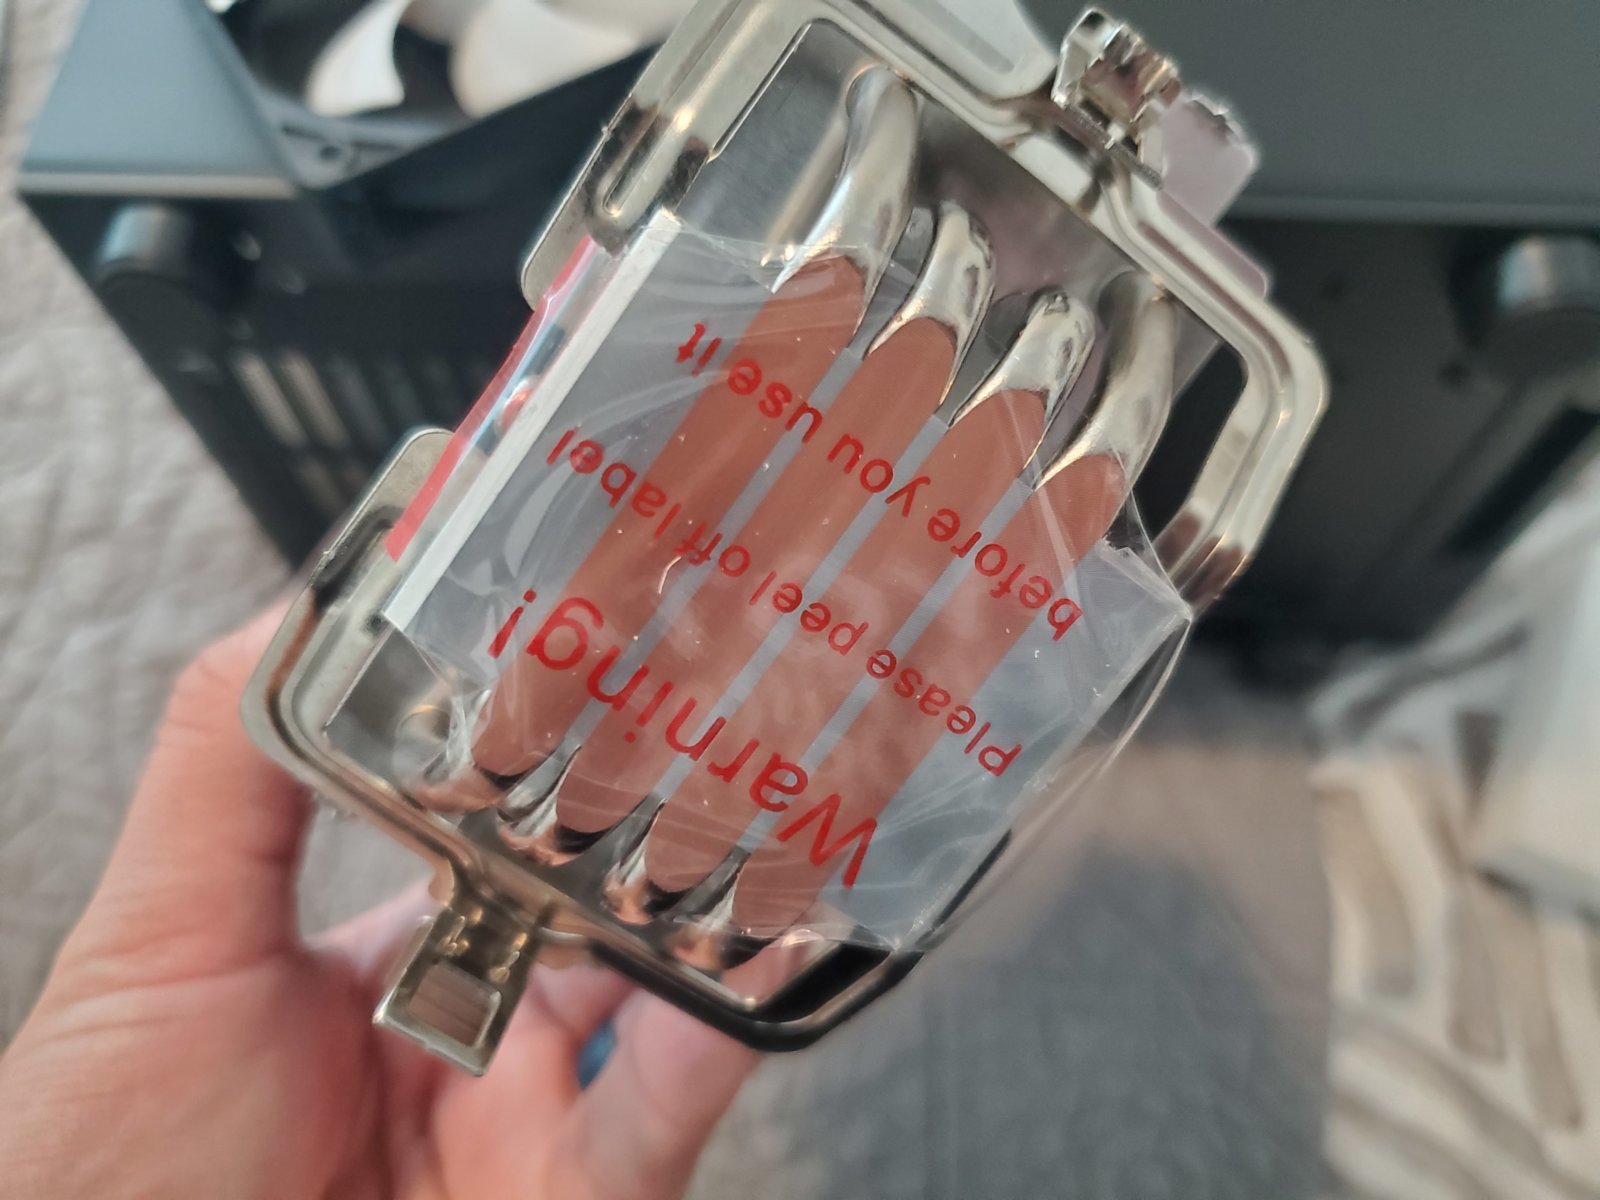 Warning!
Please peel off label
before you use it